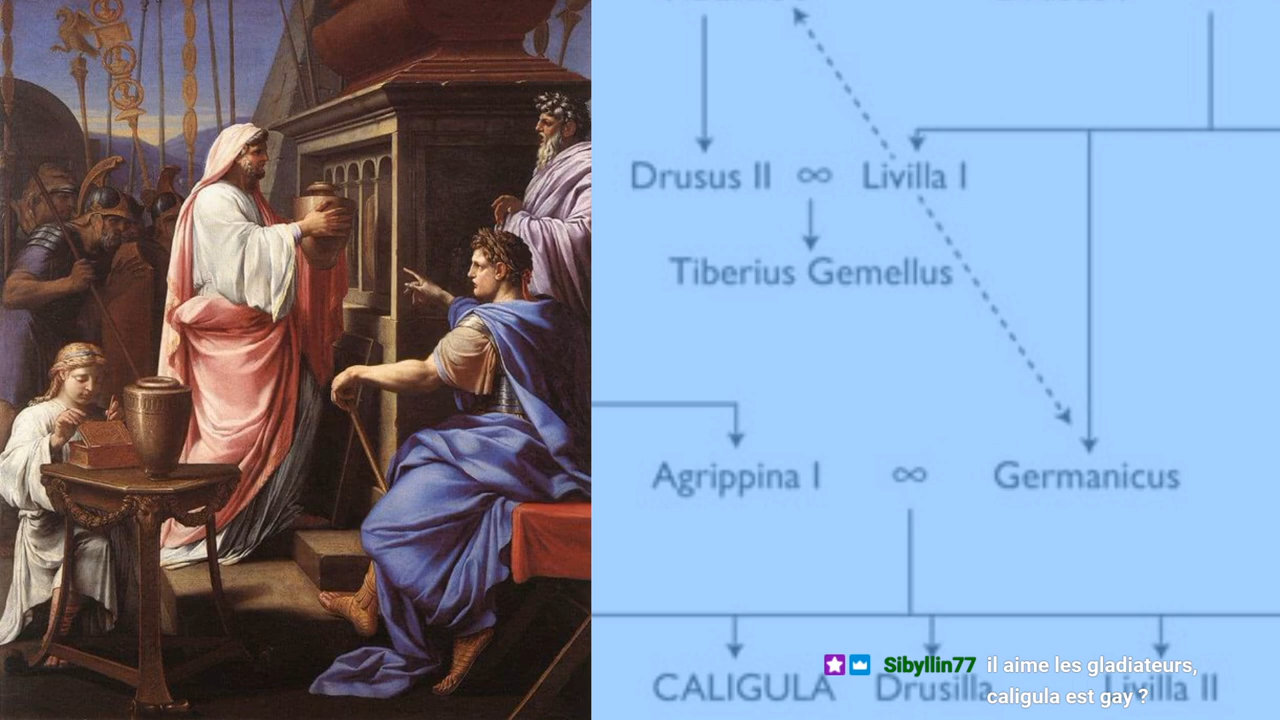 Drusus II ∞ Livilla I
Tiberius Gemellus
Agrippina I ∞ Germanicus
CALIGULA Drusilla Livilla II
Sibyllin77 il aime les gladiateurs,
caligula est gay ?